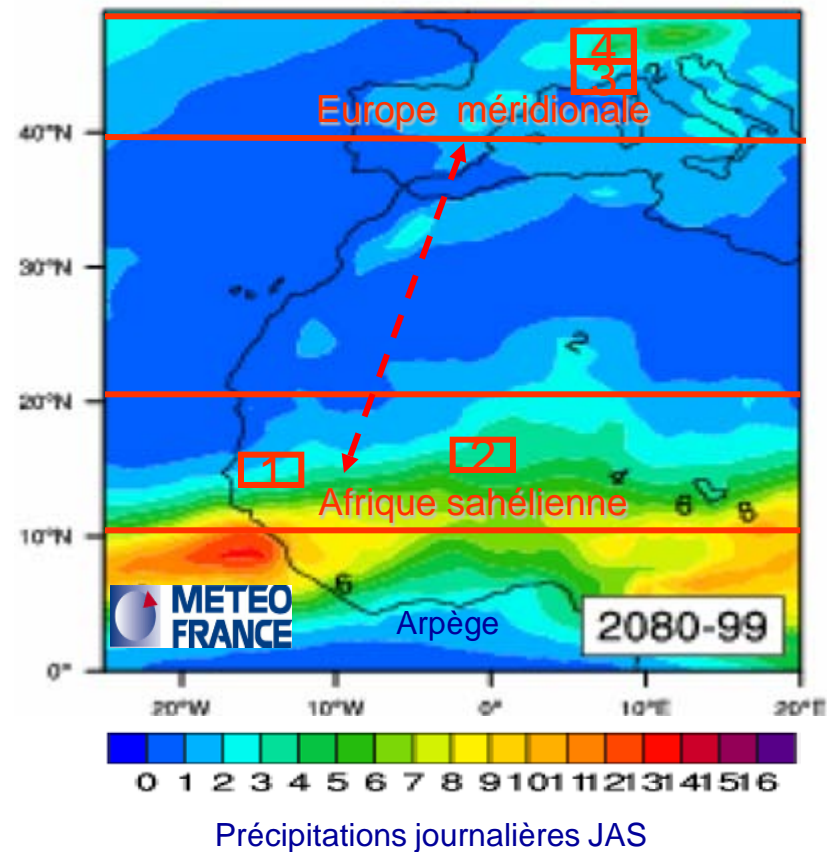 4
3
Europe méridionale
40°N
30°N
2
20°N
1
2
4
6
8
Afrique sahélienne
10°N
6
METEO
FRANCE
Arpège
2080-99
0°
20°W 10°W 0° 10°E 20°E
0 1 2 3 4 5 6 7 8 9 10 11 12 13 14 15 16
Précipitations journalières JAS